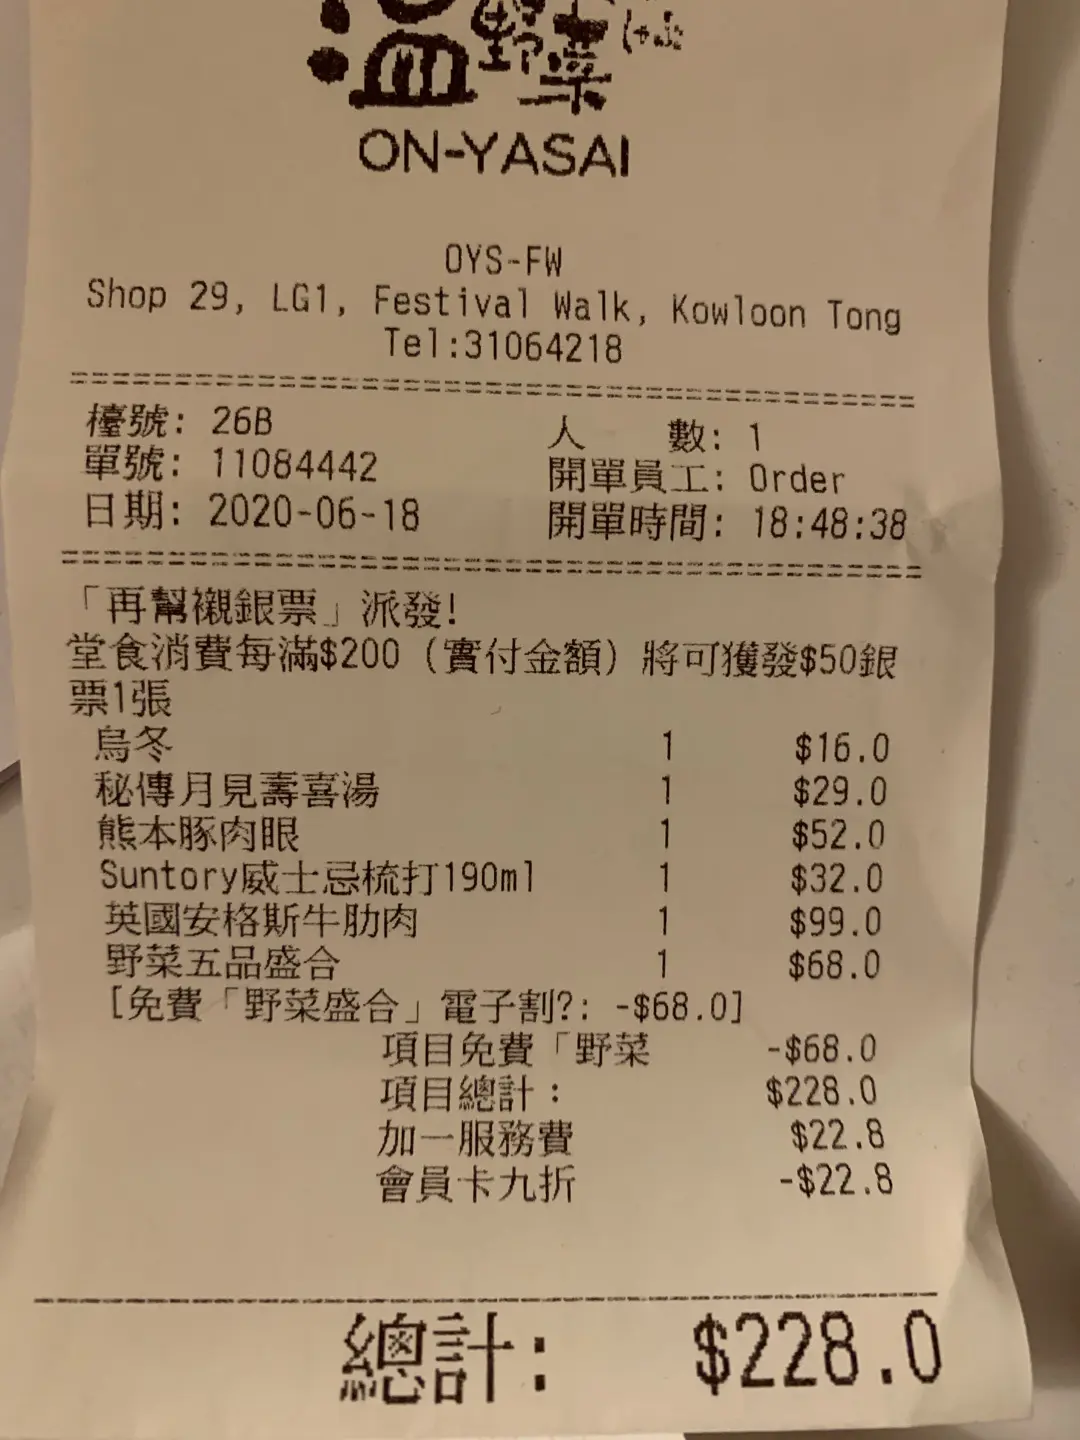 温 野菜
ON-YASAI
OYS-FW
Shop 29, LG1, Festival Walk, Kowloon Tong
Tel:31064218
檯號: 26B 人 數: 1
單號: 11084442 開單員工: Order
日期: 2020-06-18 開單時間: 18:48:38
「再幫襯銀票」派發!
堂食消費每滿$200 (實付金額) 將可獲發$50銀
票1張
烏冬 1 $16.0
秘傳月見壽喜湯 1 $29.0
熊本豚肉眼 1 $52.0
Suntory威士忌梳打190ml 1 $32.0
英國安格斯牛肋肉 1 $99.0
野菜五品盛合 1 $68.0
[免費「野菜盛合」電子割?: -$68.0]
項目免費「野菜 -$68.0
項目總計: $228.0
加一服務費 $22.8
會員卡九折 -$22.8
總計: $228.0